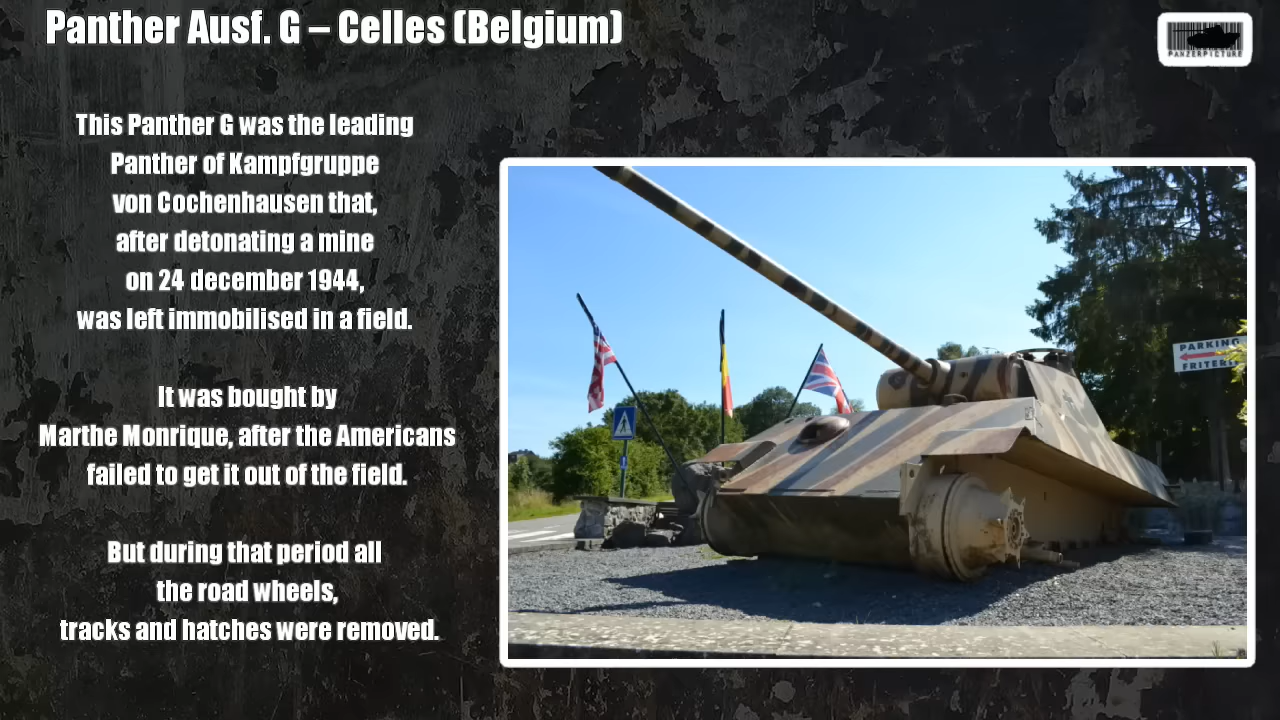 Panther Ausf. G – Celles (Belgium)
PANZERPICTURE
This Panther G was the leading
Panther of Kampfgruppe
von Cochenhausen that,
after detonating a mine
on 24 december 1944,
was left immobilised in a field.
It was bought by
Marthe Monrique, after the Americans
failed to get it out of the field.
But during that period all
the road wheels,
tracks and hatches were removed.
PARKING
FRITERIE